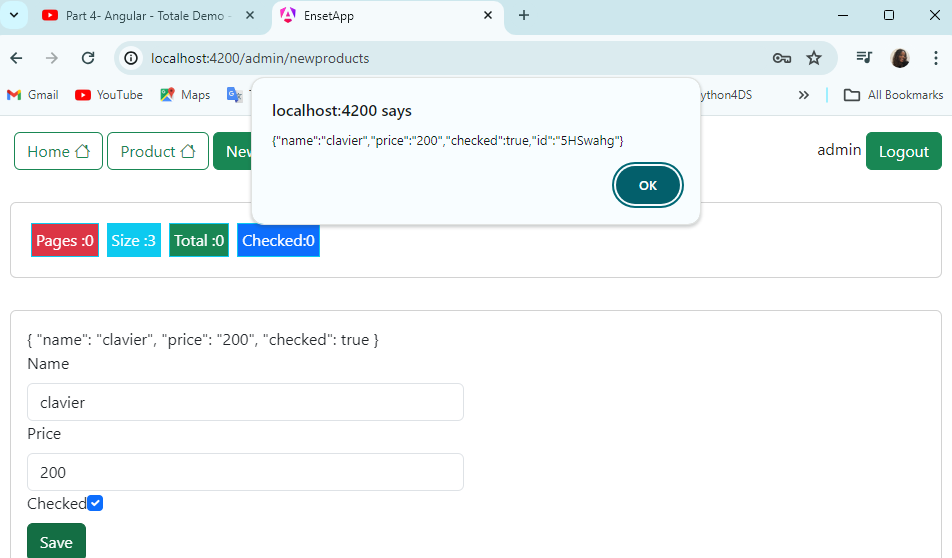 Part 4- Angular - Totale Demo -
EnsetApp
localhost:4200/admin/newproducts
Gmail YouTube Maps ython4DS All Bookmarks
localhost:4200 says
{"name":"clavier","price":"200","checked":true,"id":"5HSwahg"}
OK
Home Product New admin Logout
Pages :0 Size :3 Total :0 Checked:0
{ "name": "clavier", "price": "200", "checked": true }
Name
clavier
Price
200
Checked
Save